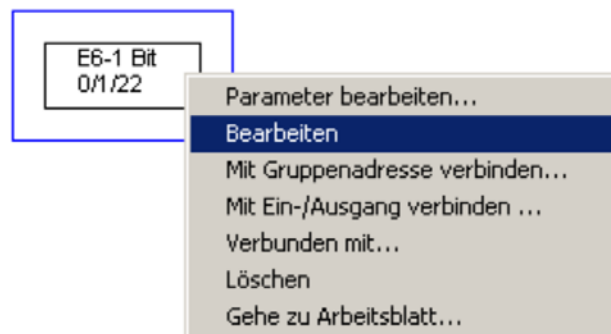 E6-1 Bit
0/1/22
Parameter bearbeiten...
Bearbeiten
Mit Gruppenadresse verbinden...
Mit Ein-/Ausgang verbinden ...
Verbunden mit...
Löschen
Gehe zu Arbeitsblatt...